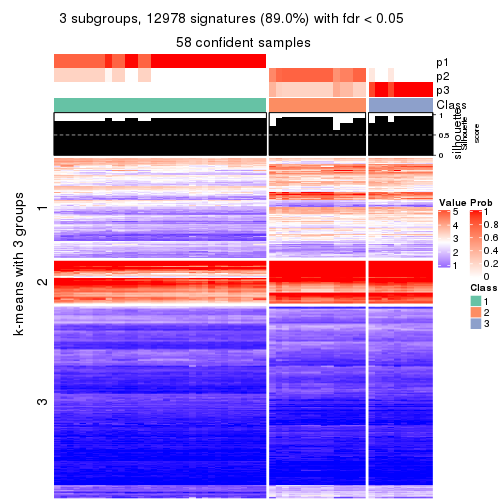 3 subgroups, 12978 signatures (89.0%) with fdr < 0.05
58 confident samples
p1
p2
p3
Class
1
0.5
0
silhouette
Silhouette
score
k-means with 3 groups
1
2
3
Value
5
4
3
2
1
Prob
1
0.8
0.6
0.4
0.2
0
Class
1
2
3